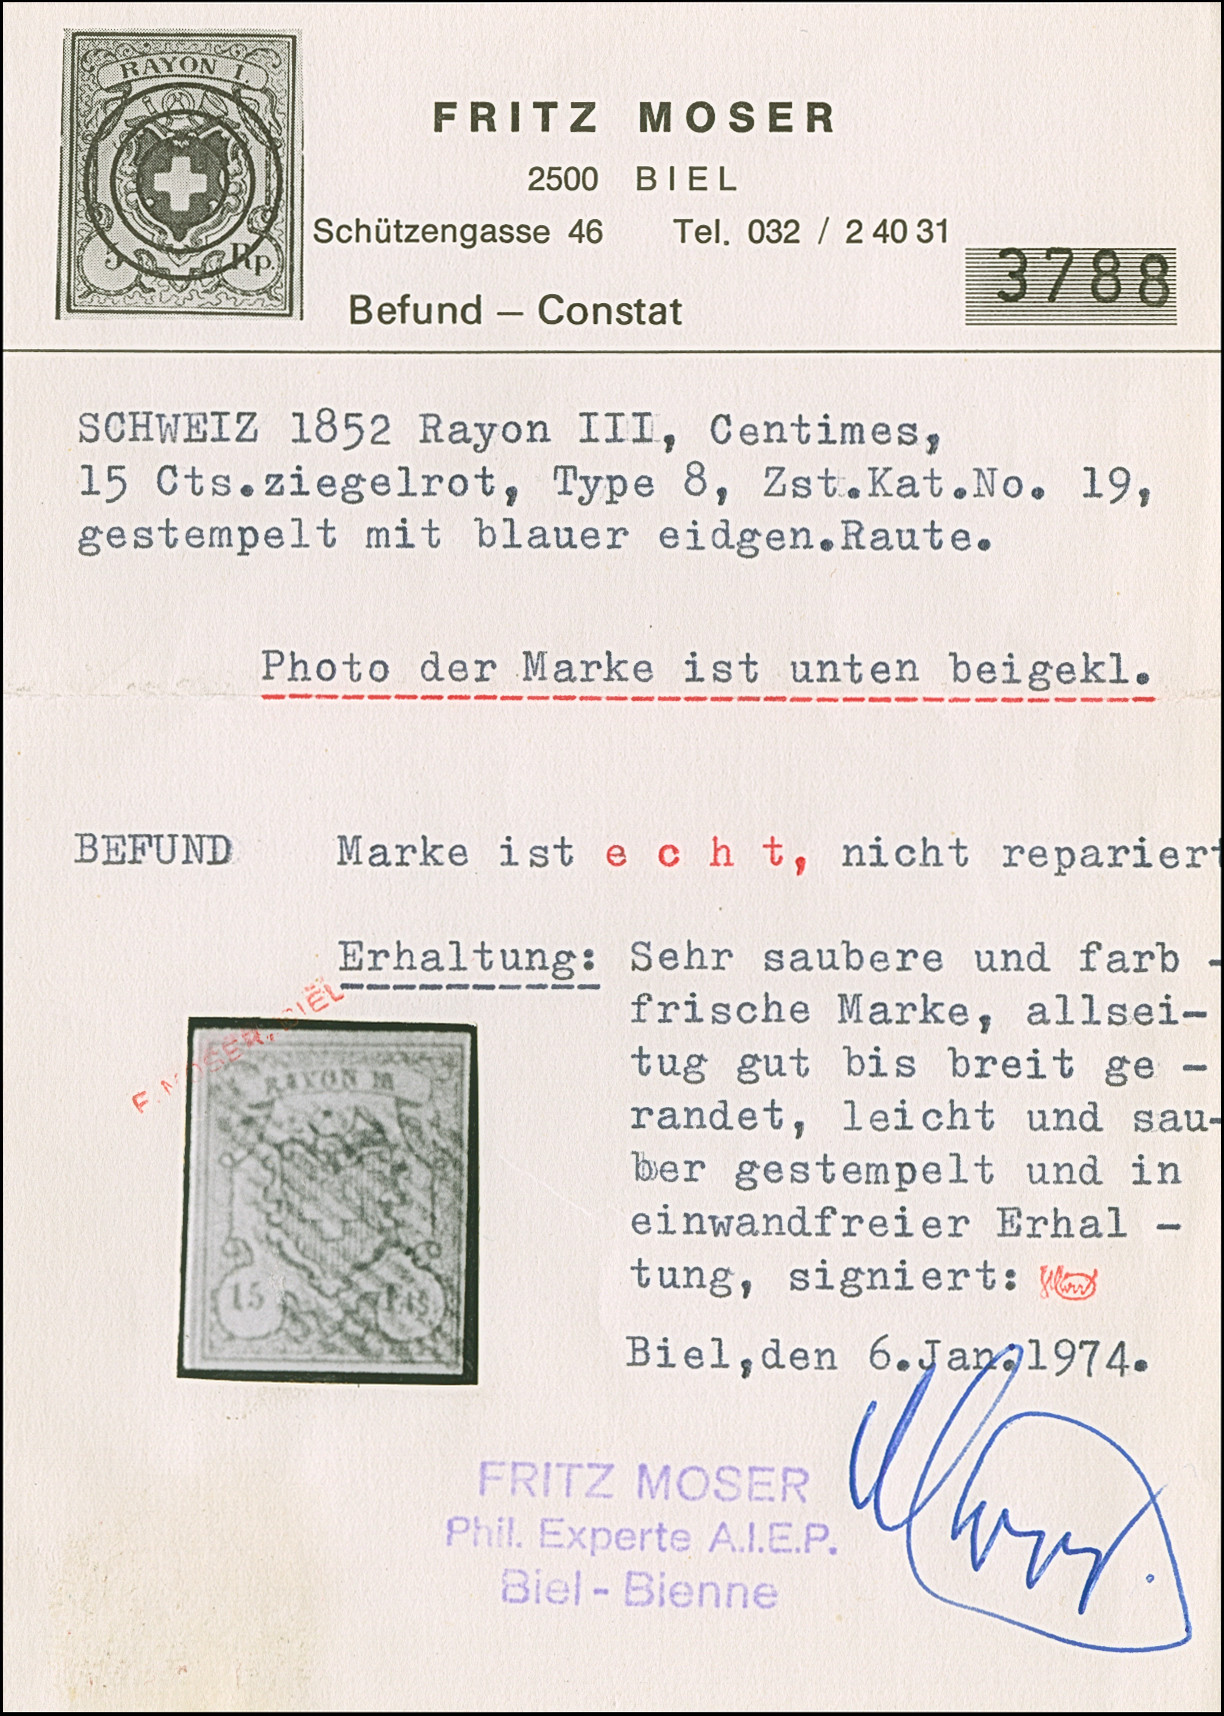 RAYON I.
5 Rp.
FRITZ MOSER
2500 BIEL
Schützengasse 46 Tel. 032 / 2 40 31
Befund – Constat
3788
SCHWEIZ 1852 Rayon III, Centimes,
15 Cts.ziegelrot, Type 8, Zst.Kat.No. 19,
gestempelt mit blauer eidgen.Raute.
Photo der Marke ist unten beigekl.
BEFUND Marke ist e c h t, nicht repariert
Erhaltung: Sehr saubere und farb -
frische Marke, allsei-
tug gut bis breit ge -
randet, leicht und sau-
ber gestempelt und in
einwandfreier Erhal -
tung, signiert:
F. MOSER, BIEL
RAYON III
15 Cts.
Biel,den 6.Jan.1974.
FRITZ MOSER
Phil. Experte A.I.E.P.
Biel - Bienne